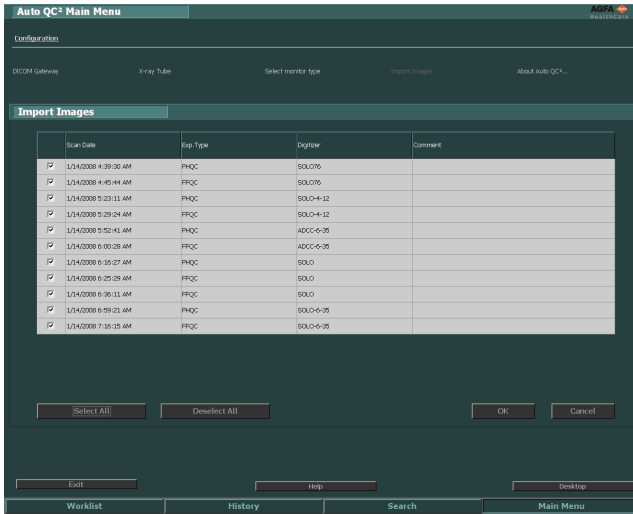 Auto QC² Main Menu
AGFA
HealthCare
Configuration
DICOM Gateway X-ray Tube Select monitor type Import Images About Auto QC²...
Import Images
Scan Date Exp.Type Digitizer Comment
1/14/2008 4:39:30 AM PHQC SOLO76
1/14/2008 4:45:44 AM FFQC SOLO76
1/14/2008 5:23:11 AM PHQC SOLO-4-12
1/14/2008 5:29:24 AM FFQC SOLO-4-12
1/14/2008 5:52:41 AM PHQC ADCC-6-35
1/14/2008 6:00:28 AM FFQC ADCC-6-35
1/14/2008 6:16:27 AM PHQC SOLO
1/14/2008 6:25:29 AM FFQC SOLO
1/14/2008 6:36:11 AM FFQC SOLO
1/14/2008 6:59:21 AM PHQC SOLO-6-35
1/14/2008 7:16:15 AM FFQC SOLO-6-35
Select All Deselect All OK Cancel
Exit Help Desktop
Worklist History Search Main Menu